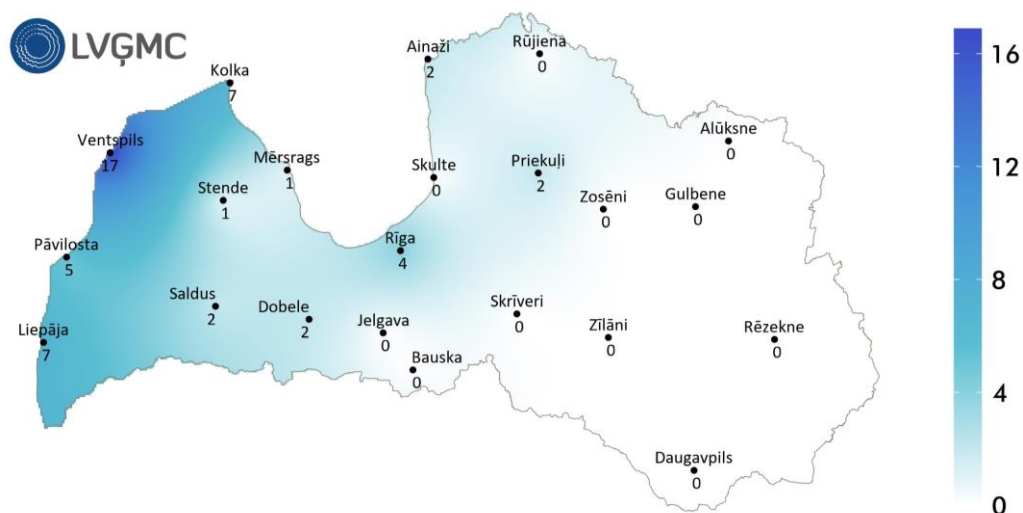 LVĢMC
Ainaži
2
Rūjiena
0
Kolka
7
Ventspils
17
Mērsrags
1
Skulte
0
Priekuļi
2
Alūksne
0
Stende
1
Zosēni
0
Gulbene
0
Pāvilosta
5
Rīga
4
Saldus
2
Dobele
2
Jelgava
0
Skrīveri
0
Zīlāni
0
Rēzekne
0
Liepāja
7
Bauska
0
Daugavpils
0
16
12
8
4
0